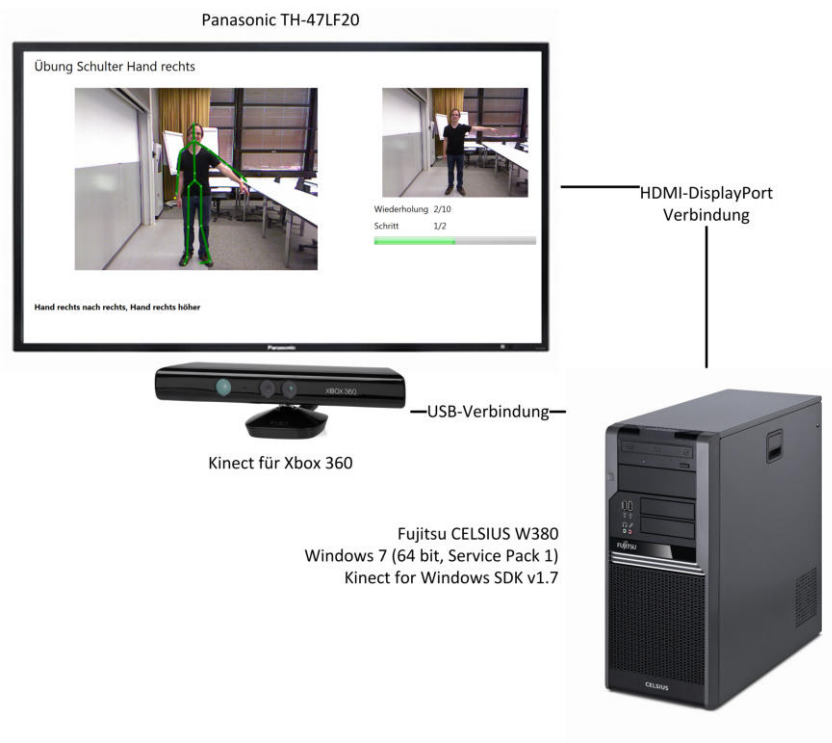 Panasonic TH-47LF20
Übung Schulter Hand rechts
Wiederholung 2/10
Schritt 1/2
Hand rechts nach rechts, Hand rechts höher
Panasonic
HDMI-DisplayPort
Verbindung
XBOX 360
USB-Verbindung
Kinect für Xbox 360
Fujitsu CELSIUS W380
Windows 7 (64 bit, Service Pack 1)
Kinect for Windows SDK v1.7
FUJITSU
CELSIUS